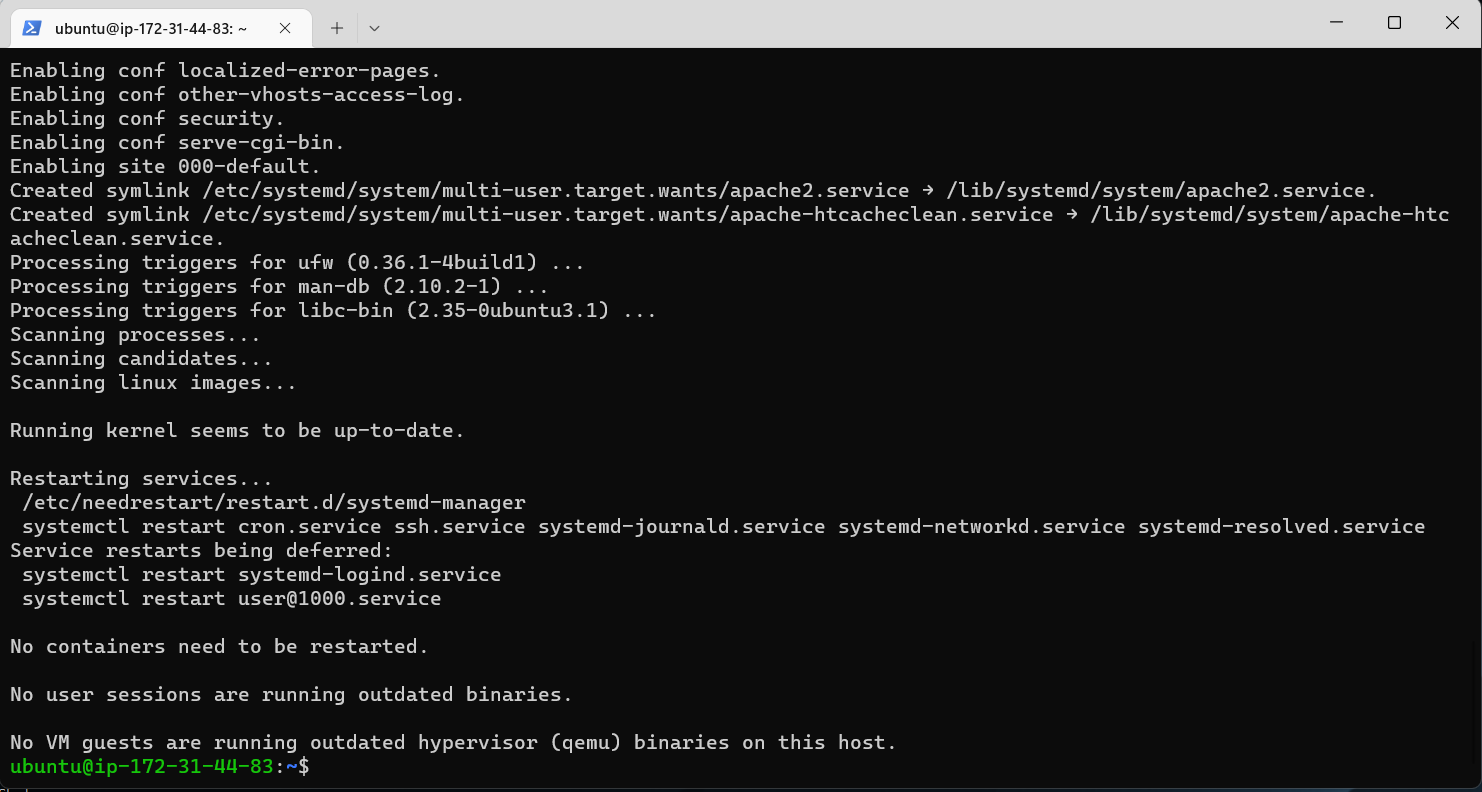 ubuntu@ip-172-31-44-83: ~
Enabling conf localized-error-pages.
Enabling conf other-vhosts-access-log.
Enabling conf security.
Enabling conf serve-cgi-bin.
Enabling site 000-default.
Created symlink /etc/systemd/system/multi-user.target.wants/apache2.service → /lib/systemd/system/apache2.service.
Created symlink /etc/systemd/system/multi-user.target.wants/apache-htcacheclean.service → /lib/systemd/system/apache-htc
acheclean.service.
Processing triggers for ufw (0.36.1-4build1) ...
Processing triggers for man-db (2.10.2-1) ...
Processing triggers for libc-bin (2.35-0ubuntu3.1) ...
Scanning processes...
Scanning candidates...
Scanning linux images...
Running kernel seems to be up-to-date.
Restarting services...
/etc/needrestart/restart.d/systemd-manager
systemctl restart cron.service ssh.service systemd-journald.service systemd-networkd.service systemd-resolved.service
Service restarts being deferred:
systemctl restart systemd-logind.service
systemctl restart user@1000.service
No containers need to be restarted.
No user sessions are running outdated binaries.
No VM guests are running outdated hypervisor (qemu) binaries on this host.
ubuntu@ip-172-31-44-83:~$